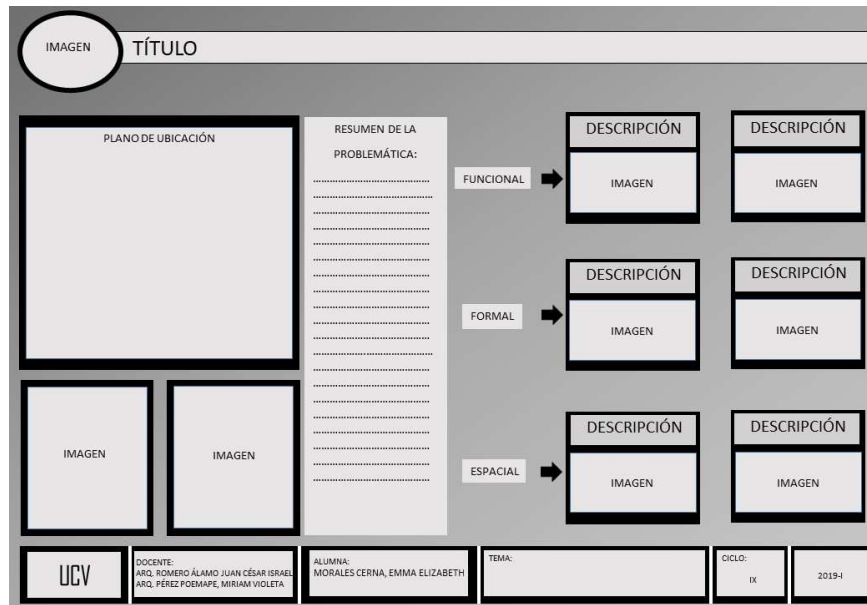 IMAGEN
TÍTULO
PLANO DE UBICACIÓN
RESUMEN DE LA
PROBLEMÁTICA:
........................................
.........................................
........................................
........................................
........................................
........................................
........................................
........................................
........................................
........................................
........................................
.........................................
........................................
........................................
........................................
........................................
........................................
........................................
........................................
........................................
FUNCIONAL
DESCRIPCIÓN
IMAGEN
DESCRIPCIÓN
IMAGEN
FORMAL
DESCRIPCIÓN
IMAGEN
DESCRIPCIÓN
IMAGEN
ESPACIAL
DESCRIPCIÓN
IMAGEN
DESCRIPCIÓN
IMAGEN
IMAGEN
IMAGEN
UCV
DOCENTE:
ARQ. ROMERO ÁLAMO JUAN CÉSAR ISRAEL
ARQ. PÉREZ POEMAPE, MIRIAM VIOLETA
ALUMNA:
MORALES CERNA, EMMA ELIZABETH
TEMA:
CICLO:
IX
2019-I